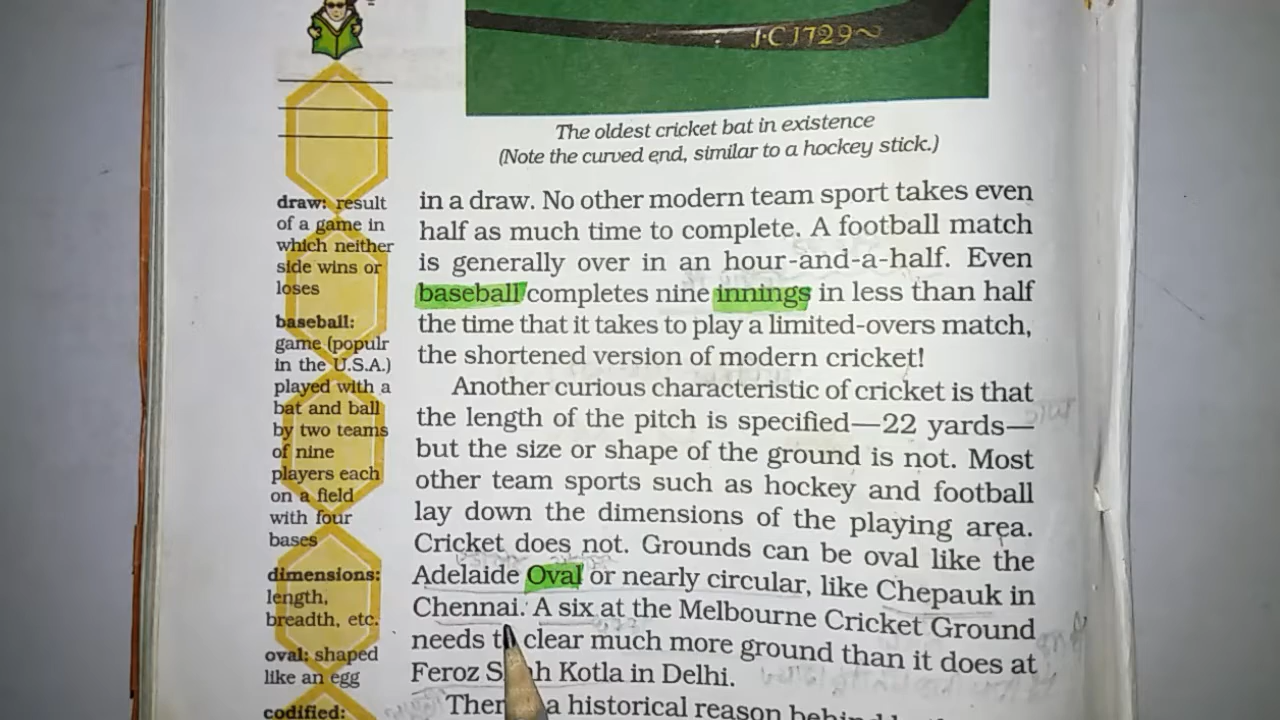 J·C 1729~
The oldest cricket bat in existence
(Note the curved end, similar to a hockey stick.)
draw: result
of a game in
which neither
side wins or
loses
baseball:
game (populr
in the U.S.A.)
played with a
bat and ball
by two teams
of nine
players each
on a field
with four
bases
dimensions:
length,
breadth, etc.
oval: shaped
like an egg
codified:
in a draw. No other modern team sport takes even
half as much time to complete. A football match
is generally over in an hour-and-a-half. Even
baseball completes nine innings in less than half
the time that it takes to play a limited-overs match,
the shortened version of modern cricket!
Another curious characteristic of cricket is that
the length of the pitch is specified—22 yards—
but the size or shape of the ground is not. Most
other team sports such as hockey and football
lay down the dimensions of the playing area.
Cricket does not. Grounds can be oval like the
Adelaide Oval or nearly circular, like Chepauk in
Chennai. A six at the Melbourne Cricket Ground
needs to clear much more ground than it does at
Feroz Shah Kotla in Delhi.
a historical reason behind